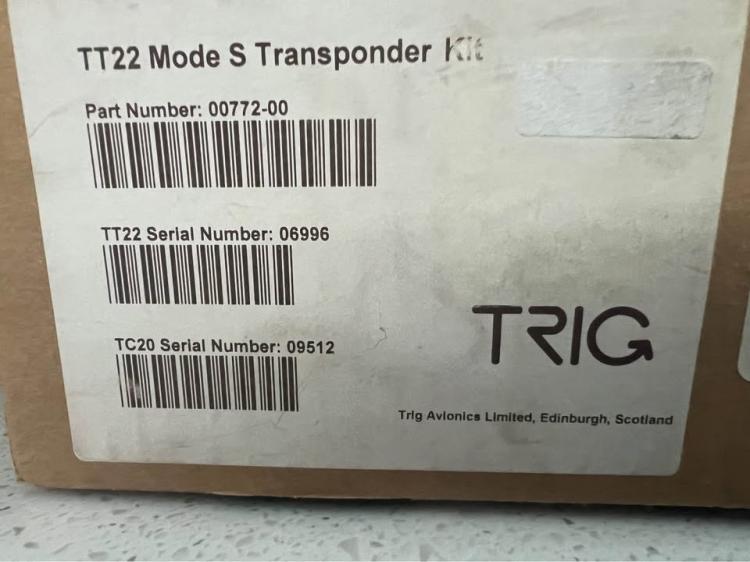 TT22 Mode S Transponder Kit
Part Number: 00772-00
TT22 Serial Number: 06996
TC20 Serial Number: 09512
TRIG
Trig Avionics Limited, Edinburgh, Scotland